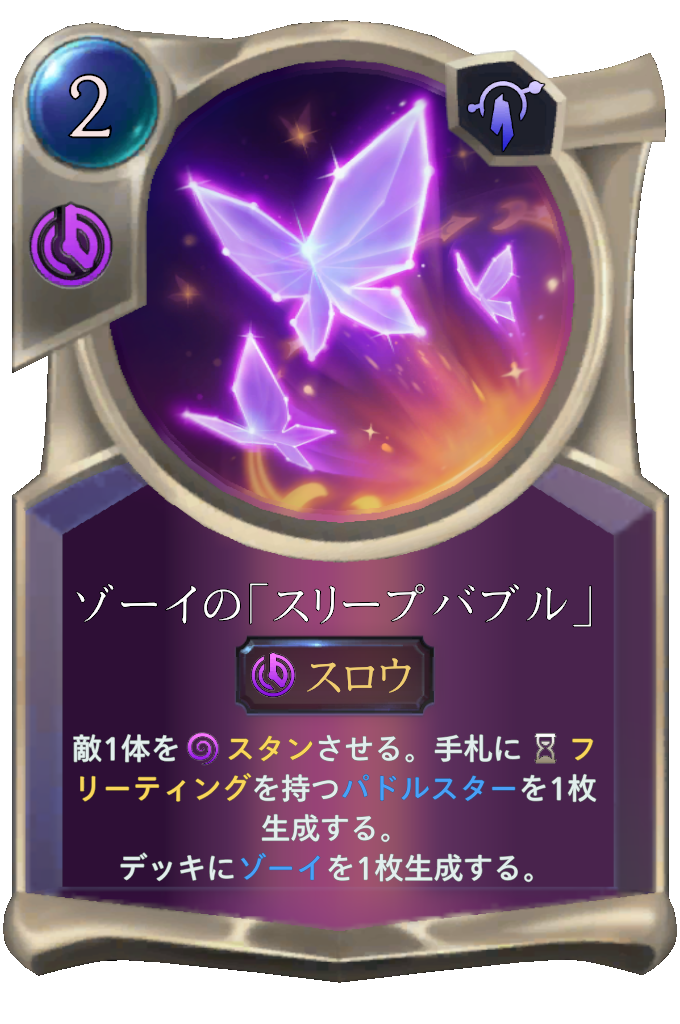 2
ゾーイの「スリープバブル」
スロウ
敵1体をスタンさせる。手札にフ
リーティングを持つパドルスターを1枚
生成する。
デッキにゾーイを1枚生成する。